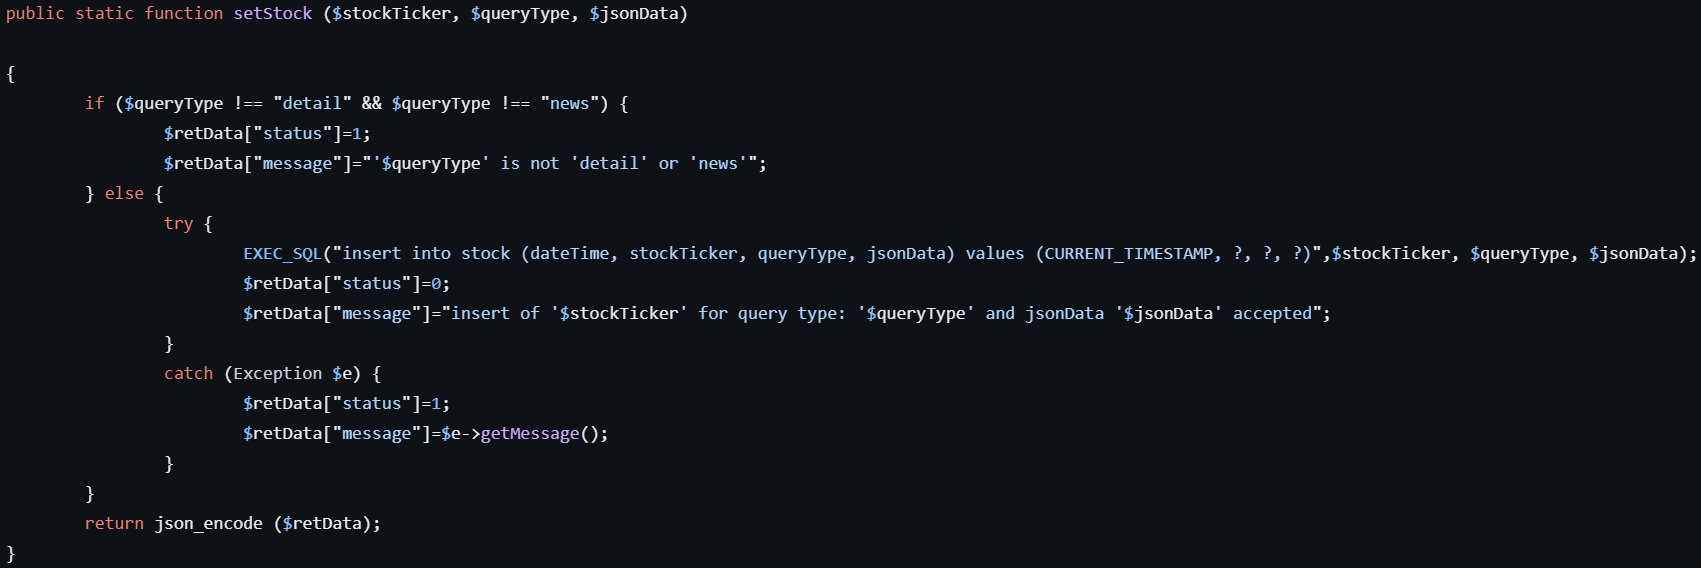 public static function setStock ($stockTicker, $queryType, $jsonData)
{
if ($queryType !== "detail" && $queryType !== "news") {
$retData["status"]=1;
$retData["message"]="'$queryType' is not 'detail' or 'news'";
} else {
try {
EXEC_SQL("insert into stock (dateTime, stockTicker, queryType, jsonData) values (CURRENT_TIMESTAMP, ?, ?, ?)",$stockTicker, $queryType, $jsonData);
$retData["status"]=0;
$retData["message"]="insert of '$stockTicker' for query type: '$queryType' and jsonData '$jsonData' accepted";
}
catch (Exception $e) {
$retData["status"]=1;
$retData["message"]=$e->getMessage();
}
}
return json_encode ($retData);
}